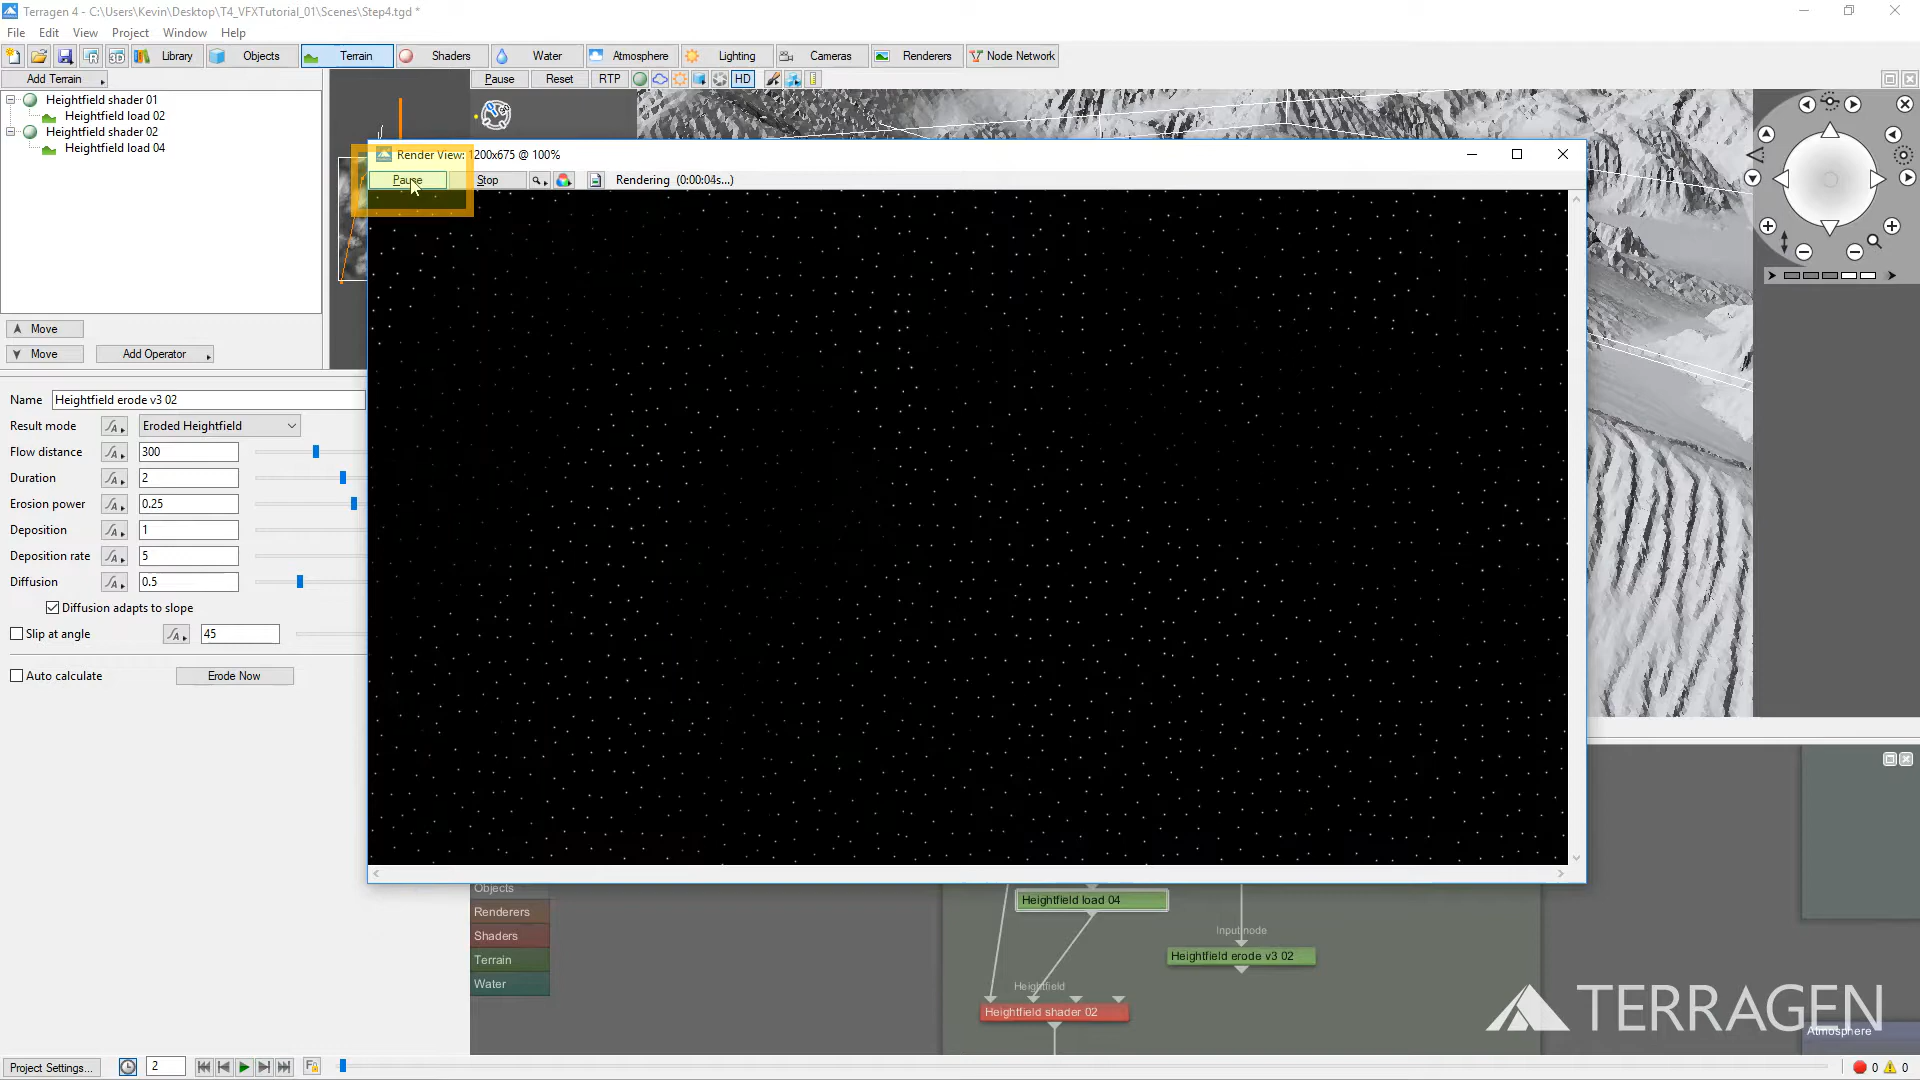 Terragen 4 - C:\Users\Kevin\Desktop\T4_VFXTutorial_01\Scenes\Step4.tgd *
File Edit View Project Window Help
Library Objects Terrain Shaders Water Atmosphere Lighting Cameras Renderers Node Network
Add Terrain Pause Reset RTP HD
Heightfield shader 01
Heightfield load 02
Heightfield shader 02
Heightfield load 04
Render View: 1200x675 @ 100%
Pause Stop Rendering (0:00:04s...)
Move
Move Add Operator
Name Heightfield erode v3 02
Result mode Eroded Heightfield
Flow distance 300
Duration 2
Erosion power 0.25
Deposition 1
Deposition rate 5
Diffusion 0.5
Diffusion adapts to slope
Slip at angle 45
Auto calculate Erode Now
Objects
Renderers
Shaders
Terrain
Water
Heightfield load 04
Input node
Heightfield erode v3 02
Heightfield
Heightfield shader 02
TERRAGEN
Atmosphere
Project Settings... 2 0 0